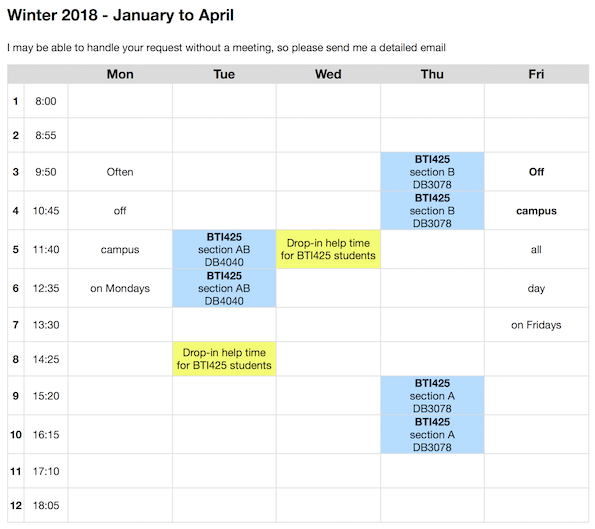 Winter 2018 - January to April
I may be able to handle your request without a meeting, so please send me a detailed email
Mon Tue Wed Thu Fri
1 8:00
2 8:55
3 9:50 Often BTI425 section B DB3078 Off
4 10:45 off BTI425 section B DB3078 campus
5 11:40 campus BTI425 section AB DB4040 Drop-in help time for BTI425 students all
6 12:35 on Mondays BTI425 section AB DB4040 day
7 13:30 on Fridays
8 14:25 Drop-in help time for BTI425 students
9 15:20 BTI425 section A DB3078
10 16:15 BTI425 section A DB3078
11 17:10
12 18:05